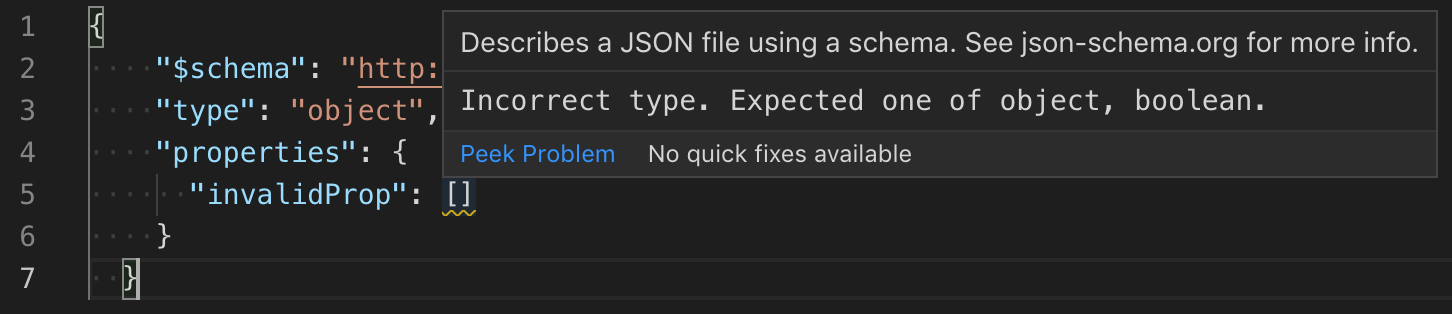 1 {
2 "$schema": "http:
3 "type": "object",
4 "properties": {
5 "invalidProp": []
6 }
7 }
Describes a JSON file using a schema. See json-schema.org for more info.
Incorrect type. Expected one of object, boolean.
Peek Problem No quick fixes available